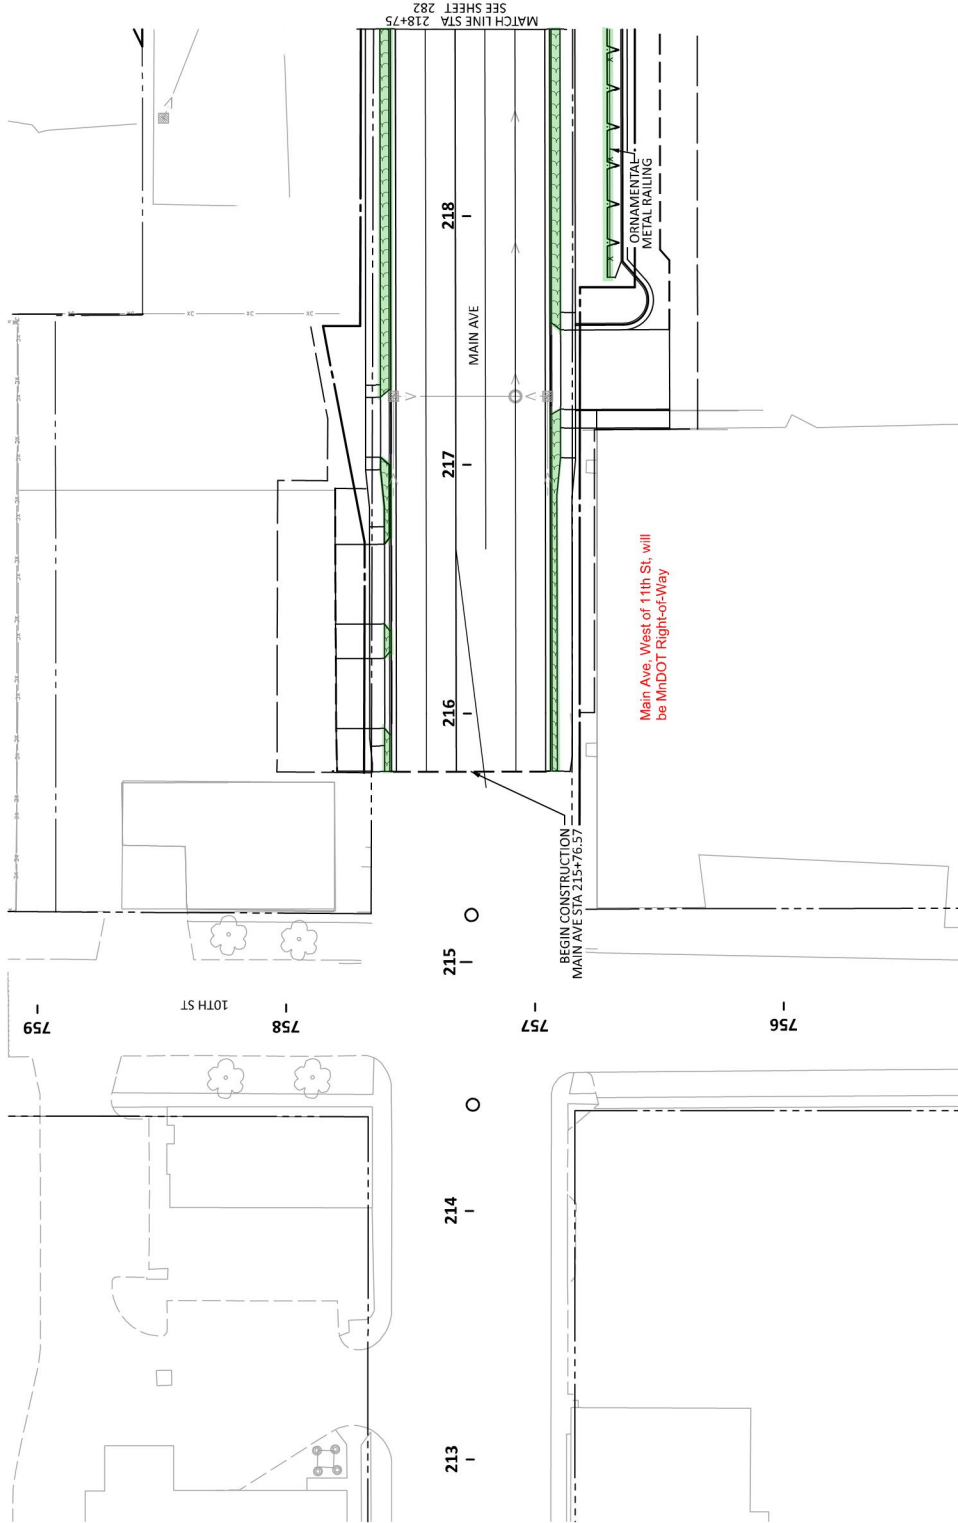 MATCH LINE STA 218+75
SEE SHEET 282
218
ORNAMENTAL
METAL RAILING
MAIN AVE
217
Main Ave, West of 11th St, will
be MnDOT Right-of-Way
216
BEGIN CONSTRUCTION
MAIN AVE STA 215+76.57
215
10TH ST
759
758
757
756
214
213